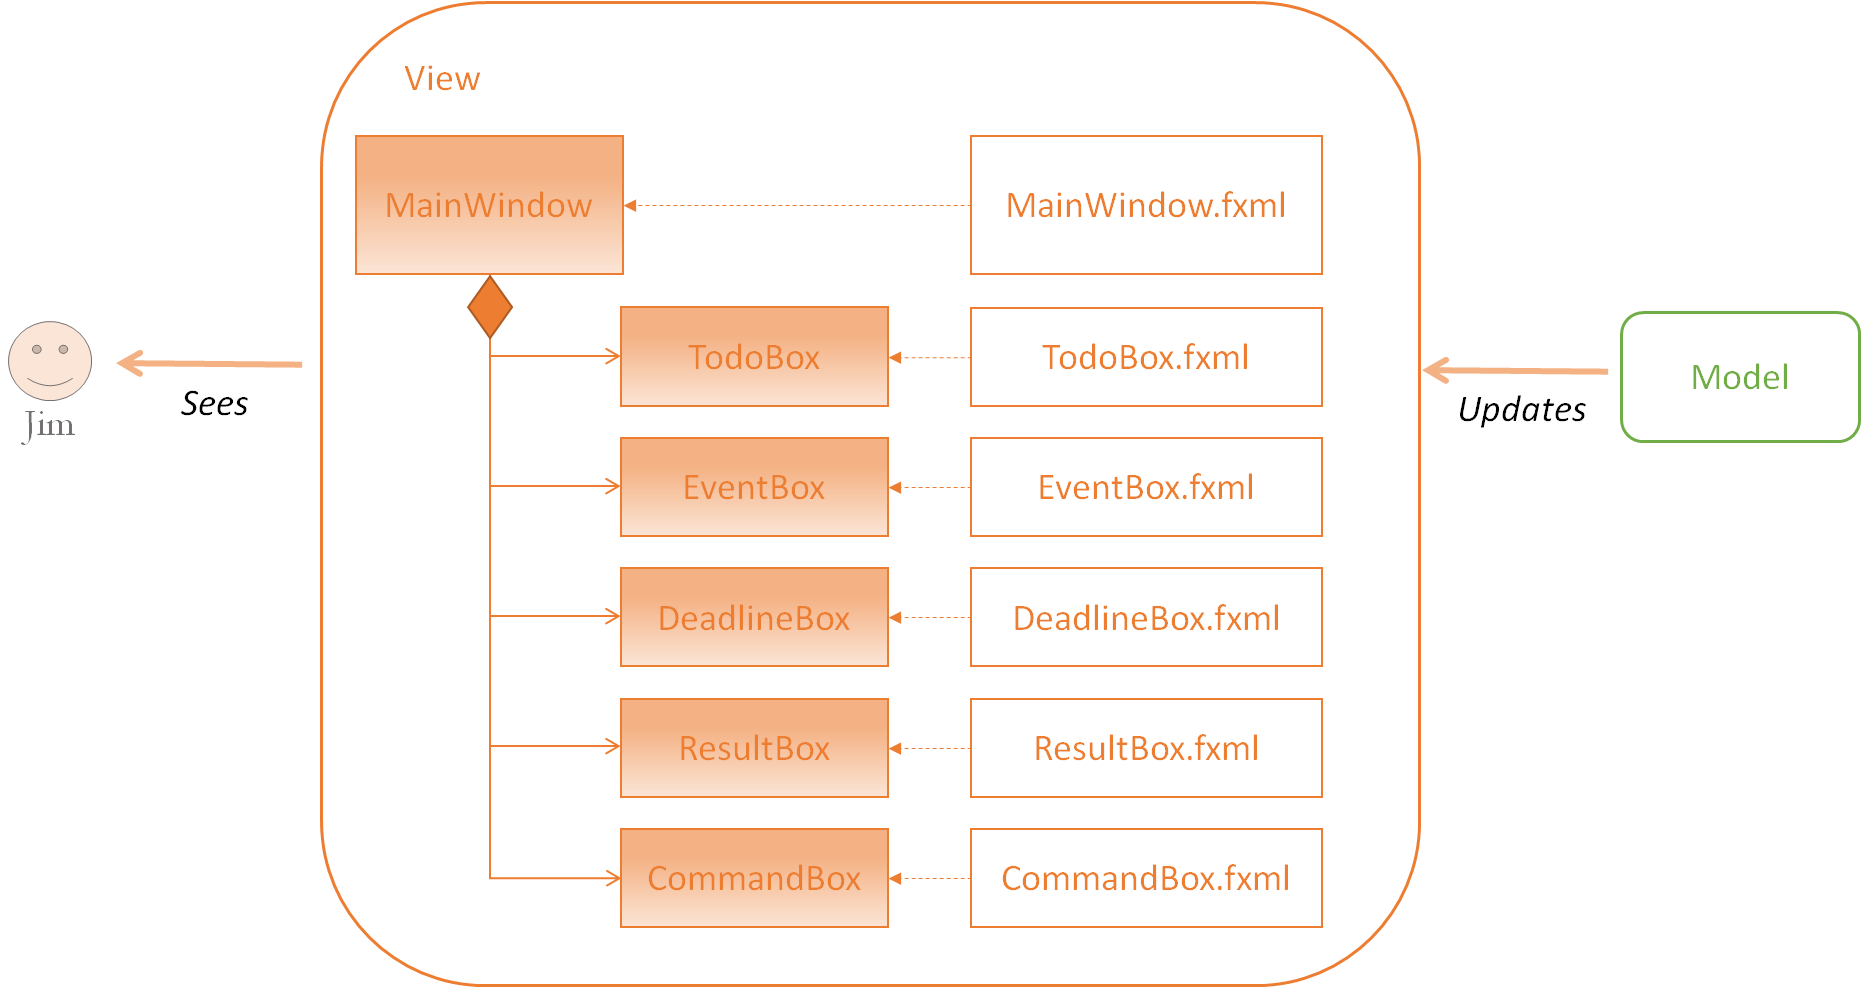 View
MainWindow
MainWindow.fxml
TodoBox
TodoBox.fxml
Model
Sees
Jim
Updates
EventBox
EventBox.fxml
DeadlineBox
DeadlineBox.fxml
ResultBox
ResultBox.fxml
CommandBox
CommandBox.fxml